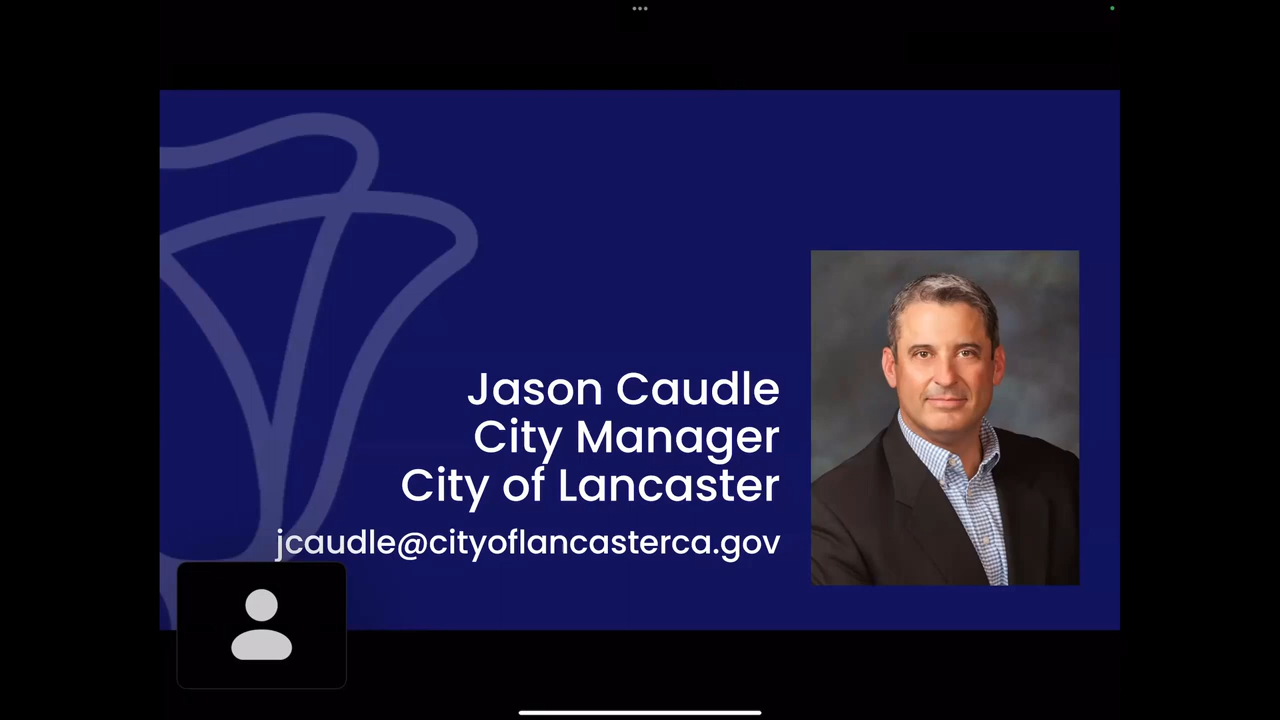 Jason Caudle
City Manager
City of Lancaster
jcaudle@cityoflancasterca.gov